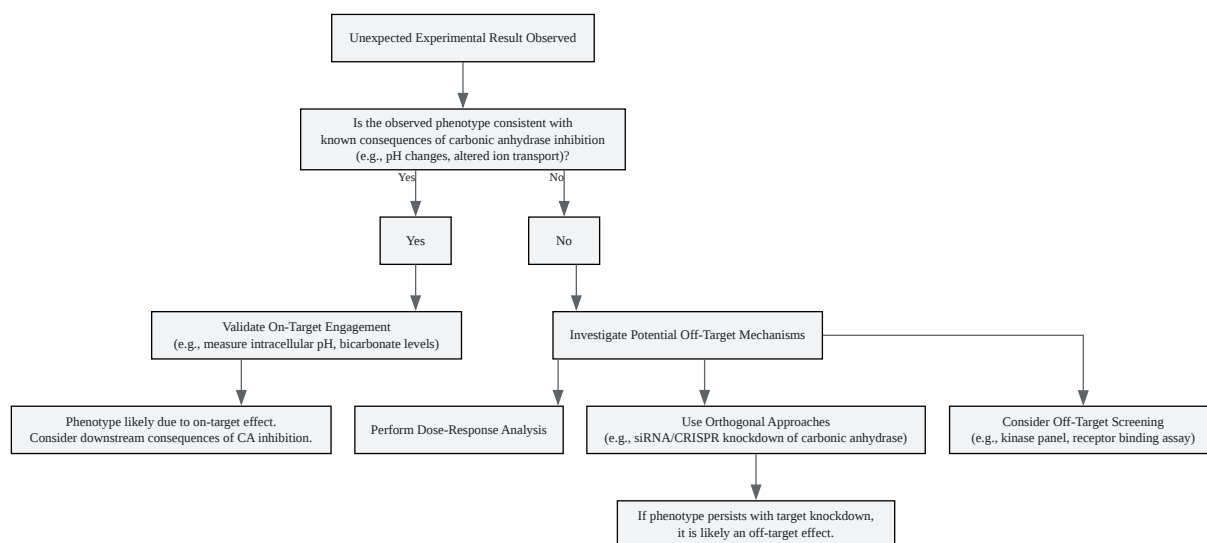 Unexpected Experimental Result Observed
Is the observed phenotype consistent with
known consequences of carbonic anhydrase inhibition
(e.g., pH changes, altered ion transport)?
Yes
No
Yes
No
Validate On-Target Engagement
(e.g., measure intracellular pH, bicarbonate levels)
Investigate Potential Off-Target Mechanisms
Phenotype likely due to on-target effect.
Consider downstream consequences of CA inhibition.
Perform Dose-Response Analysis
Use Orthogonal Approaches
(e.g., siRNA/CRISPR knockdown of carbonic anhydrase)
Consider Off-Target Screening
(e.g., kinase panel, receptor binding assay)
If phenotype persists with target knockdown,
it is likely an off-target effect.